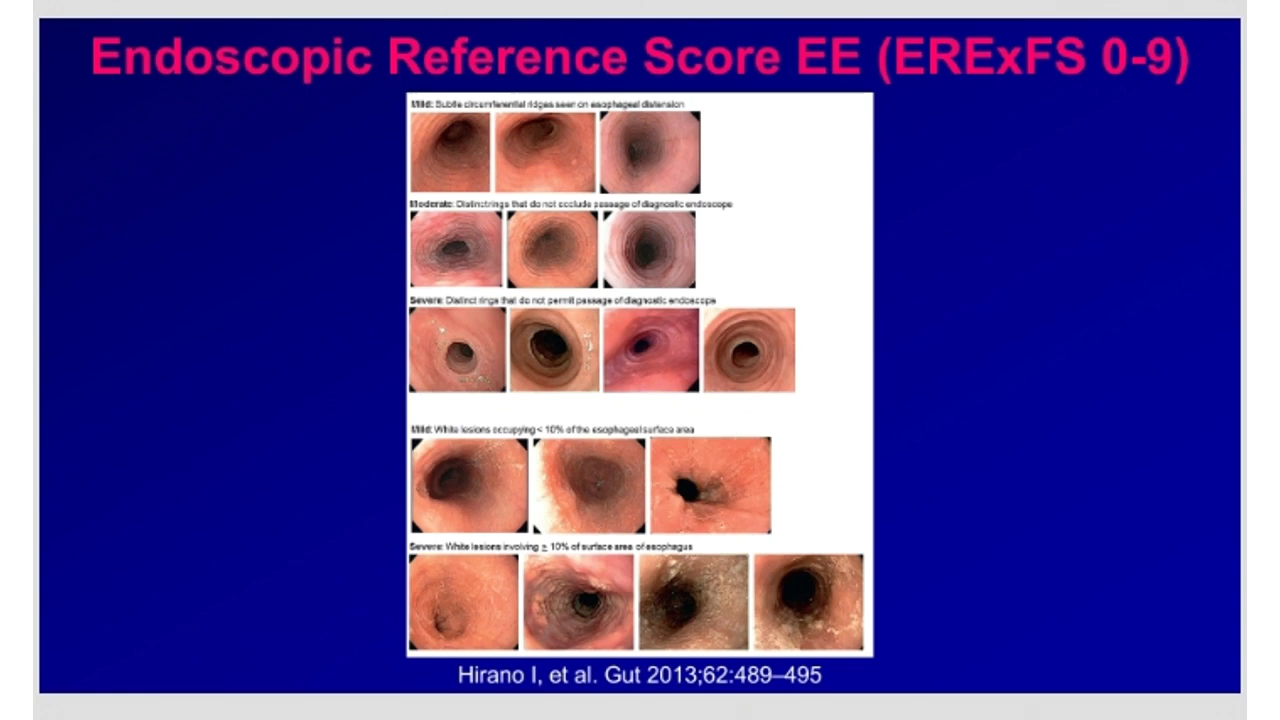 Endoscopic Reference Score EE (ERExFS 0-9)
Mild: Subtle circumferential ridges seen on esophageal distension
Moderate: Distinct rings that do not occlude passage of diagnostic endoscope
Severe: Distinct rings that do not permit passage of diagnostic endoscope
Mild: White lesions occupying < 10% of the esophageal surface area
Severe: White lesions involving ≥ 10% of surface area of esophagus
Hirano I, et al. Gut 2013;62:489–495